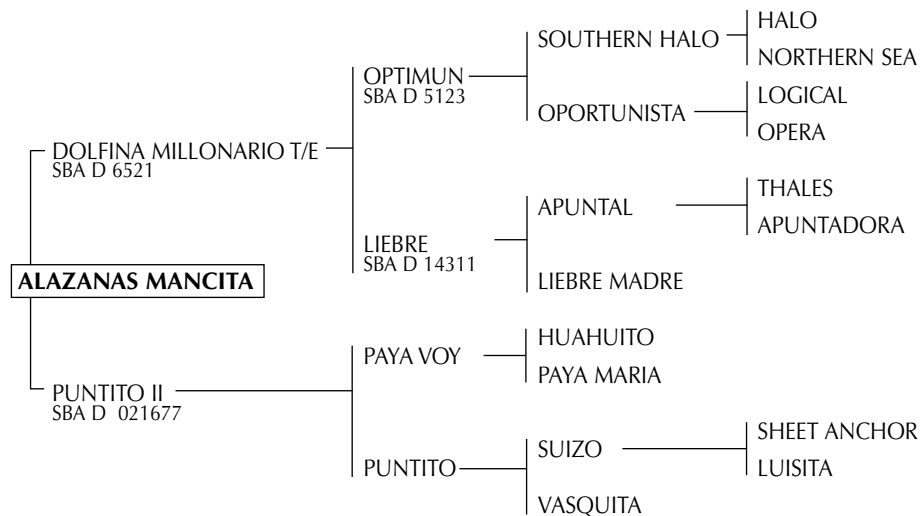 HALO
SOUTHERN HALO
NORTHERN SEA
OPTIMUN
SBA D 5123
LOGICAL
OPORTUNISTA
OPERA
DOLFINA MILLONARIO T/E
SBA D 6521
THALES
APUNTAL
APUNTADORA
LIEBRE
SBA D 14311
LIEBRE MADRE
ALAZANAS MANCITA
HUAHUITO
PAYA VOY
PAYA MARIA
PUNTITO II
SBA D 021677
SHEET ANCHOR
SUIZO
LUISITA
PUNTITO
VASQUITA